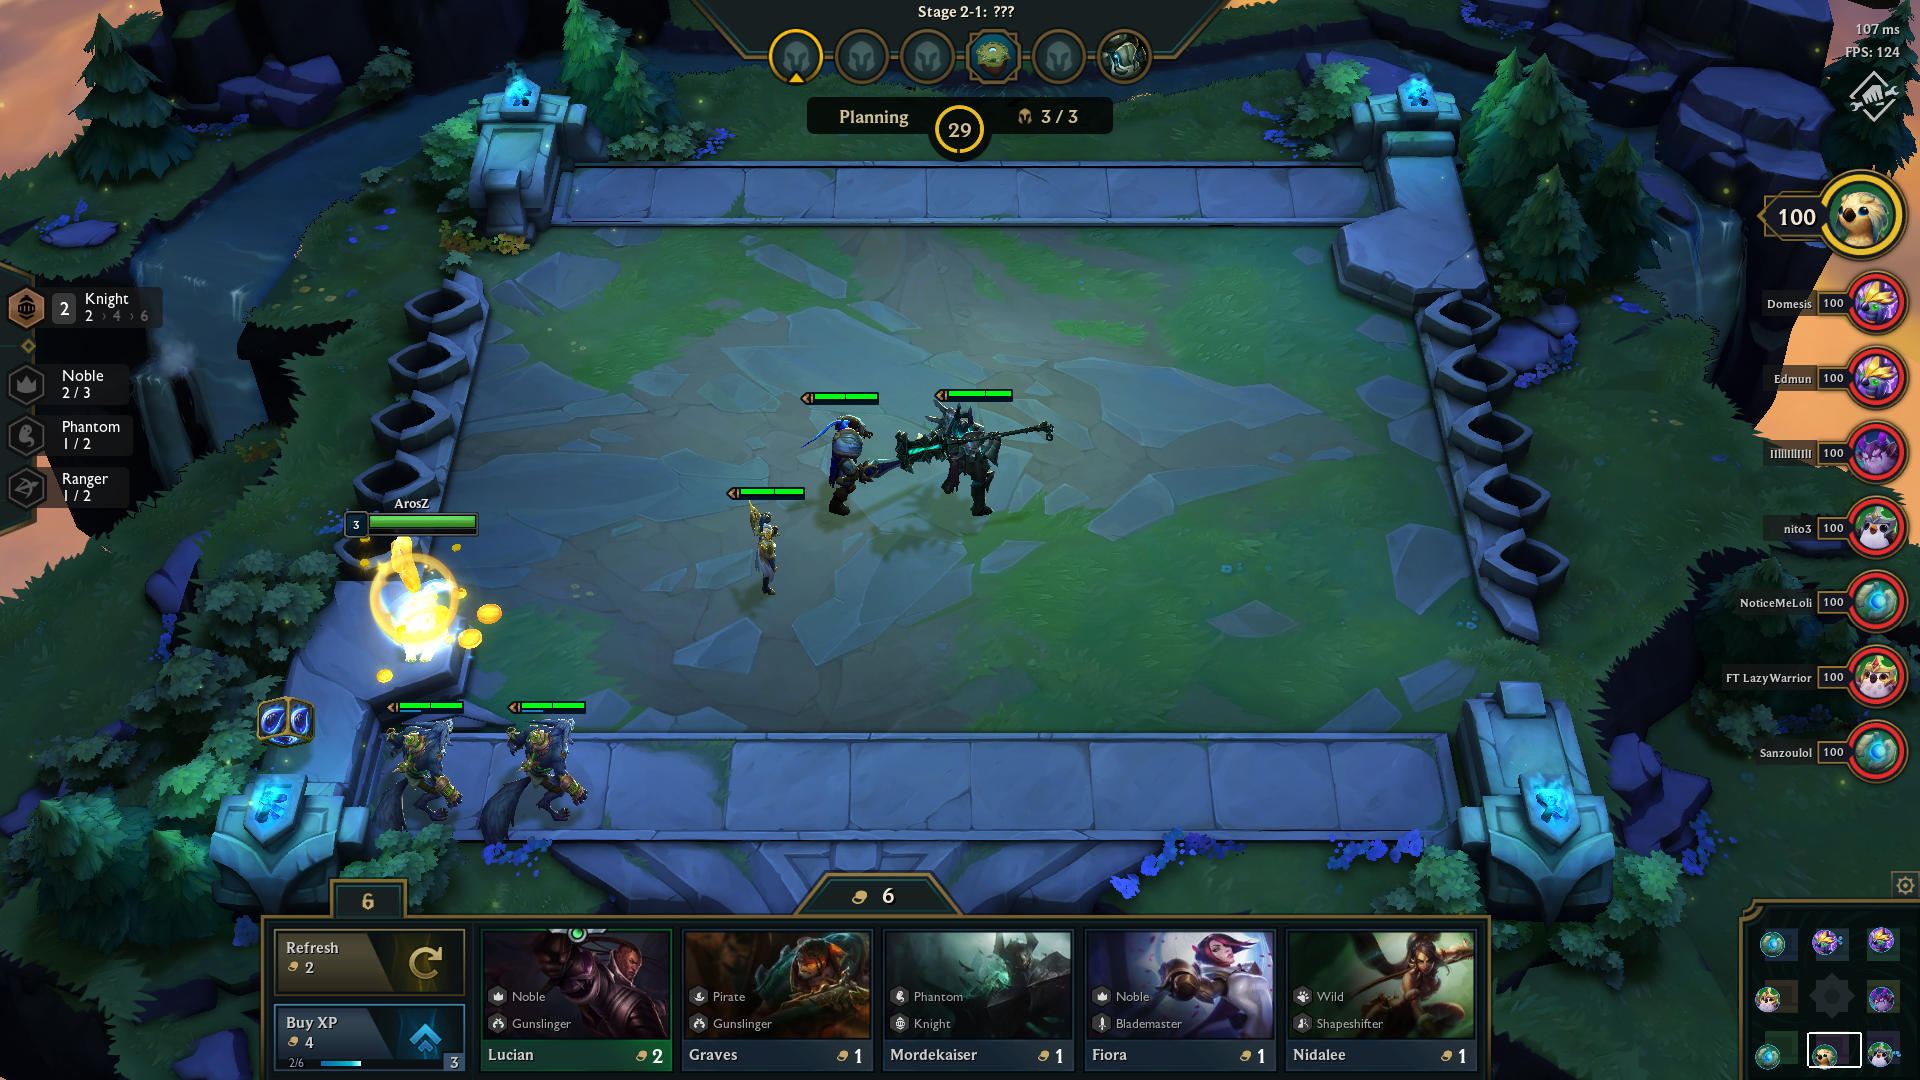 Stage 2-1: ???
107 ms
FPS: 124
Planning
29
3 / 3
100
Domesis 100
Edmun 100
100
nito3 100
NoticeMeLoli 100
FT LazyWarrior 100
Sanzoulol 100
2
Knight
2 › 4 › 6
Noble
2 / 3
Phantom
1 / 2
Ranger
1 / 2
ArosZ
3
6
6
Refresh
2
Buy XP
4
2/6
3
Noble
Gunslinger
Lucian 2
Pirate
Gunslinger
Graves 1
Phantom
Knight
Mordekaiser 1
Noble
Blademaster
Fiora 1
Wild
Shapeshifter
Nidalee 1